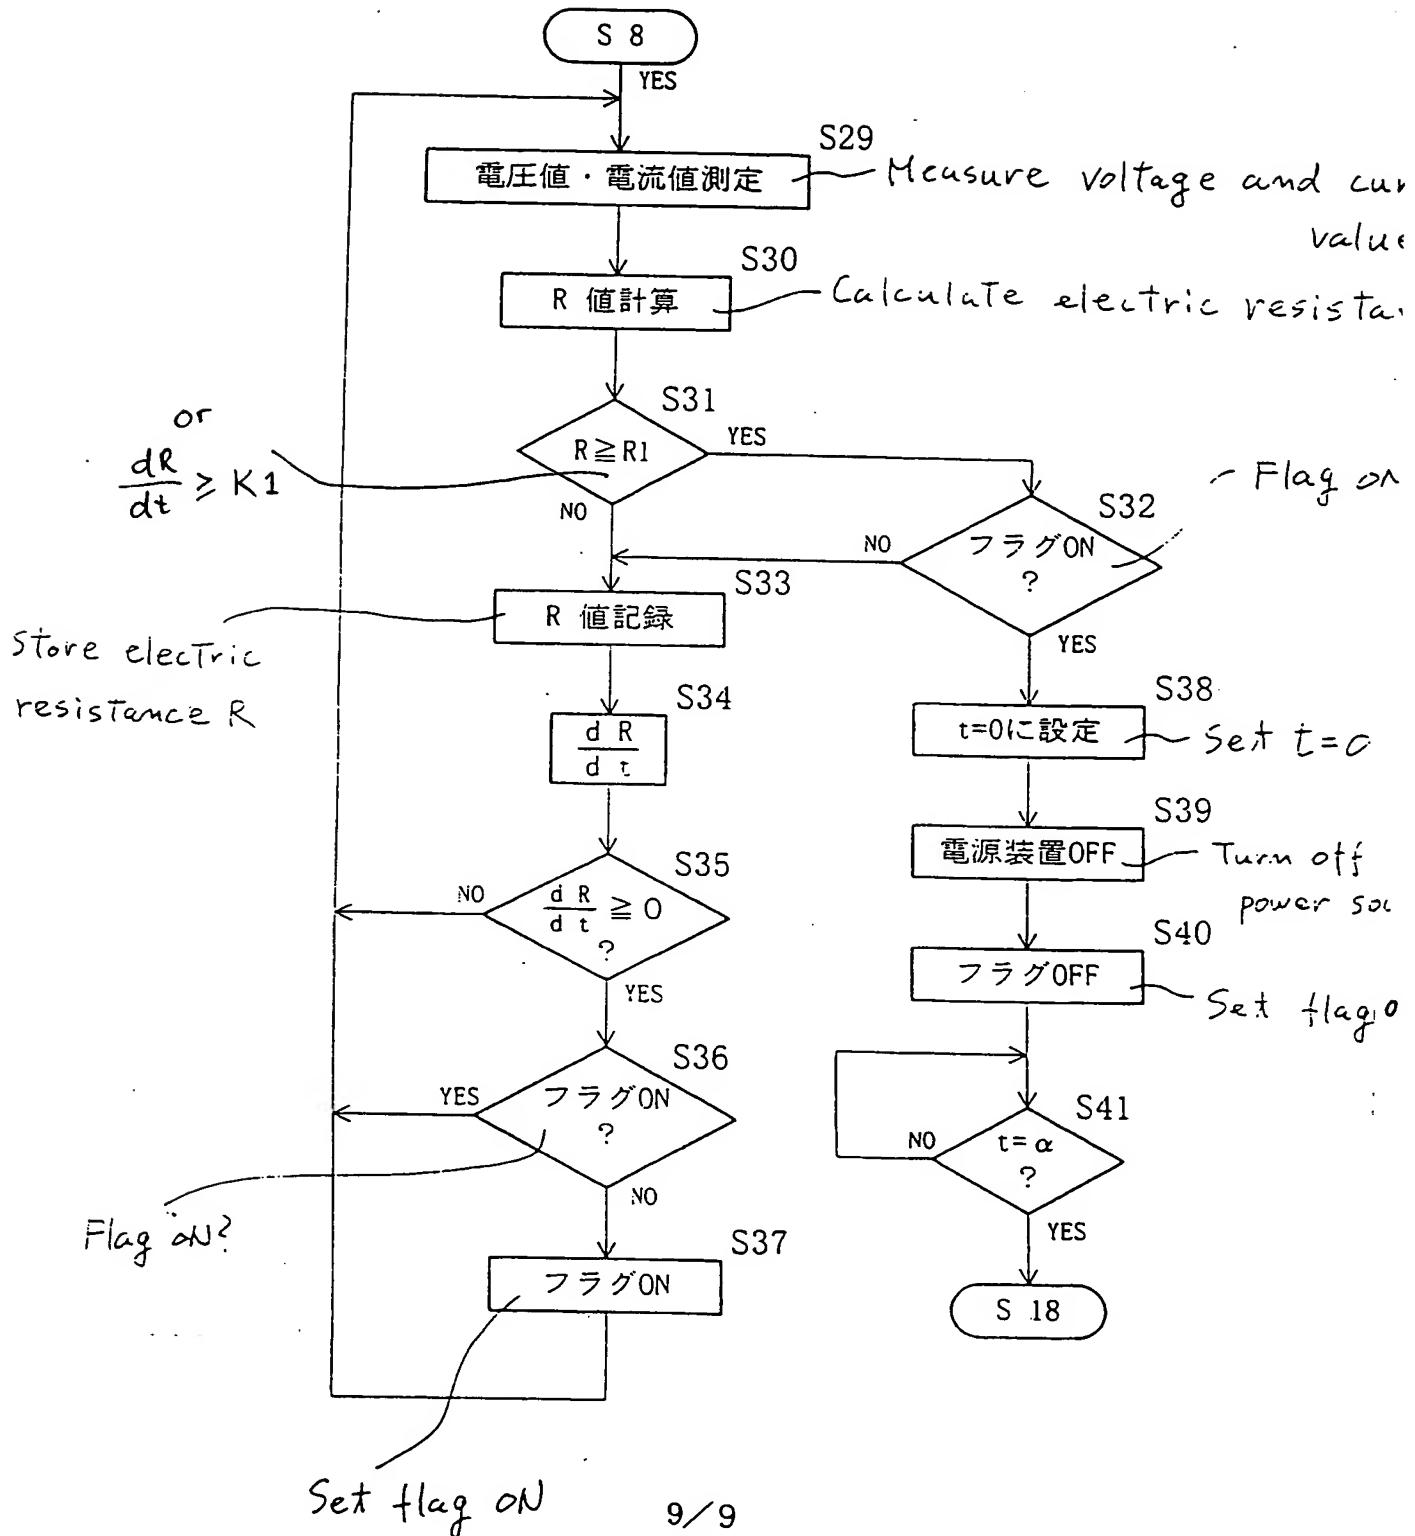 S 8
YES
S29
電圧値・電流値測定
Measure voltage and
S30
R 値計算
Calculate electric
S31
or
R≧R1
YES
dR/dt ≥ K1
NO
Flag on
S32
フラグON
?
NO
YES
S33
R 値記録
Store electric
resistance R
S34
d R
d t
S38
t=0に設定
Set t=0
S39
電源装置OFF
Turn off
power
S35
NO
d R/d t ≧ 0
?
YES
S40
フラグOFF
Set flag
S36
YES
フラグON
?
NO
Flag ON?
S41
NO
t=α
?
YES
S37
フラグON
S 18
Set flag ON
9/9